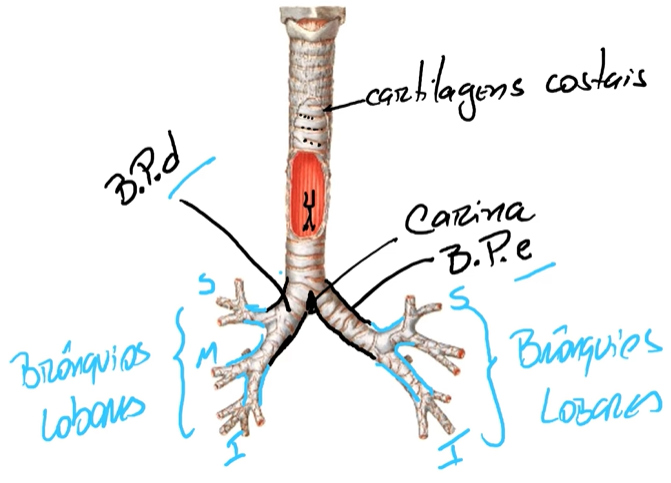 cartilagens costais
B.P.d
Carina
B.P.e
S
M
I
Brônquios
Lobares
S
I
Brônquios
LOBARES